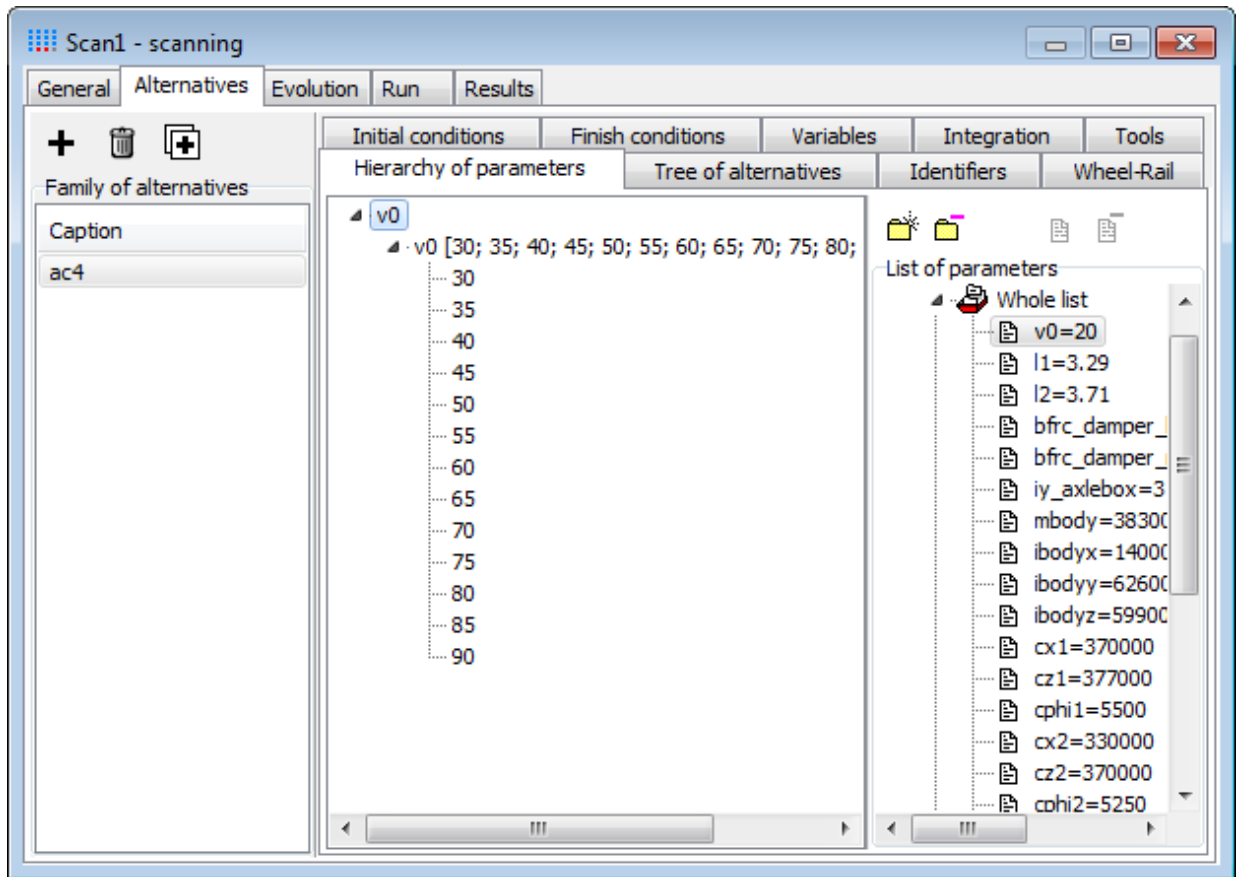 Scan1 - scanning
General Alternatives Evolution Run Results
Initial conditions Finish conditions Variables Integration Tools
Hierarchy of parameters Tree of alternatives Identifiers Wheel-Rail
Family of alternatives
Caption
ac4
v0
v0 [30; 35; 40; 45; 50; 55; 60; 65; 70; 75; 80;
30
35
40
45
50
55
60
65
70
75
80
85
90
List of parameters
Whole list
v0=20
l1=3.29
l2=3.71
bfrc_damper_
bfrc_damper_
iy_axlebox=3
mbody=3830
ibodyx=1400
ibodyy=6260
ibodyz=5990
cx1=370000
cz1=377000
cphi1=5500
cx2=330000
cz2=370000
cphi2=5250